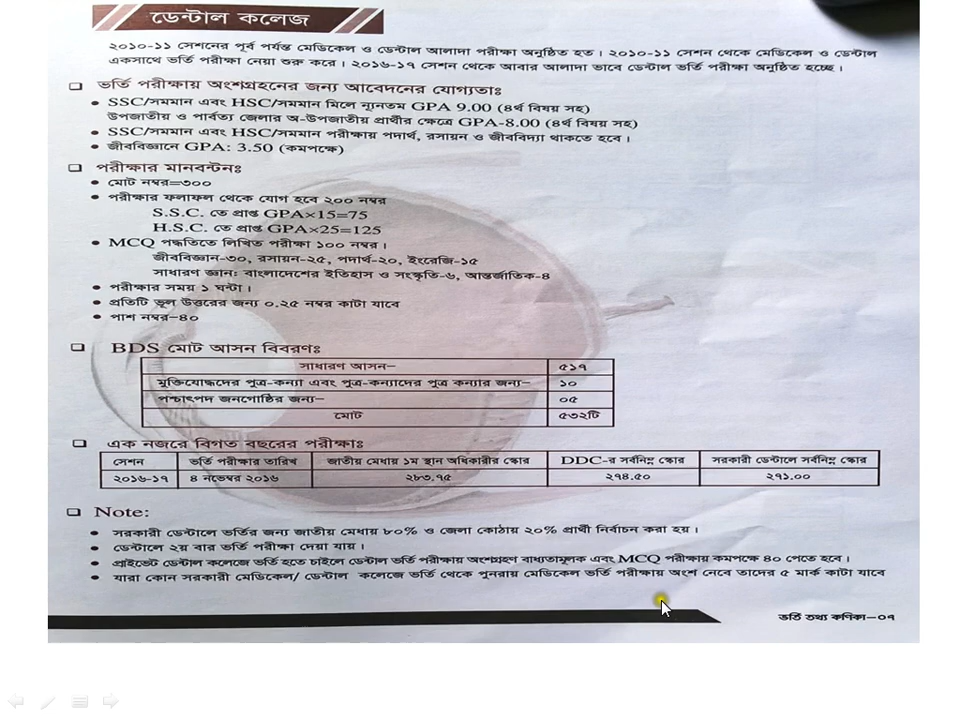 ডেন্টাল কলেজ
২০১০-১১ সেশনের পূর্ব পর্যন্ত মেডিকেল ও ডেন্টাল আলাদা পরীক্ষা অনুষ্ঠিত হত। ২০১০-১১ সেশন থেকে মেডিকেল ও ডেন্টাল
একসাথে ভর্তি পরীক্ষা নেয়া শুরু করে। ২০১৬-১৭ সেশন থেকে আবার আলাদা ভাবে ডেন্টাল ভর্তি পরীক্ষা অনুষ্ঠিত হচ্ছে।
ভর্তি পরীক্ষায় অংশগ্রহনের জন্য আবেদনের যোগ্যতাঃ
• SSC/সমমান এবং HSC/সমমান মিলে ন্যূনতম GPA 9.00 (৪র্থ বিষয় সহ)
উপজাতীয় ও পার্বত্য জেলার অ-উপজাতীয় প্রার্থীর ক্ষেত্রে GPA-8.00 (৪র্থ বিষয় সহ)
• SSC/সমমান এবং HSC/সমমান পরীক্ষায় পদার্থ, রসায়ন ও জীববিদ্যা থাকতে হবে।
• জীববিজ্ঞানে GPA: 3.50 (কমপক্ষে)
পরীক্ষার মানবন্টনঃ
• মোট নম্বর=৩০০
• পরীক্ষার ফলাফল থেকে যোগ হবে ২০০ নম্বর
S.S.C. তে প্রাপ্ত GPA×15=75
H.S.C. তে প্রাপ্ত GPA×25=125
• MCQ পদ্ধতিতে লিখিত পরীক্ষা ১০০ নম্বর।
জীববিজ্ঞান-৩০, রসায়ন-২৫, পদার্থ-২০, ইংরেজি-১৫
সাধারণ জ্ঞান: বাংলাদেশের ইতিহাস ও সংস্কৃতি-৬, আন্তর্জাতিক-৪
• পরীক্ষার সময় ১ ঘন্টা।
• প্রতিটি ভুল উত্তরের জন্য ০.২৫ নম্বর কাটা যাবে
• পাশ নম্বর–৪০
BDS মোট আসন বিবরণঃ
সাধারণ আসন– ৫১৭
মুক্তিযোদ্ধদের পুত্র-কন্যা এবং পুত্র-কন্যাদের পুত্র কন্যার জন্য– ১০
পশ্চাৎপদ জনগোষ্ঠির জন্য– ০৫
মোট ৫৩২টি
এক নজরে বিগত বছরের পরীক্ষাঃ
সেশন ভর্তি পরীক্ষার তারিখ জাতীয় মেধায় ১ম স্থান অধিকারীর স্কোর DDC-র সর্বনিম্ন স্কোর সরকারী ডেন্টালে সর্বনিম্ন স্কোর
২০১৬-১৭ ৪ নভেম্বর ২০১৬ ২৮৩.৭৫ ২৭৪.৫০ ২৭১.০০
Note:
• সরকারী ডেন্টালে ভর্তির জন্য জাতীয় মেধায় ৮০% ও জেলা কোঠায় ২০% প্রার্থী নির্বাচন করা হয়।
• ডেন্টালে ২য় বার ভর্তি পরীক্ষা দেয়া যায়।
• প্রাইভেট ডেন্টাল কলেজে ভর্তি হতে চাইলে ডেন্টাল ভর্তি পরীক্ষায় অংশগ্রহণ বাধ্যতামূলক এবং MCQ পরীক্ষায় কমপক্ষে ৪০ পেতে হবে।
• যারা কোন সরকারী মেডিকেল/ ডেন্টাল কলেজে ভর্তি থেকে পুনরায় মেডিকেল ভর্তি পরীক্ষায় অংশ নেবে তাদের ৫ মার্ক কাটা যাবে
ভর্তি তথ্য কণিকা–০৭